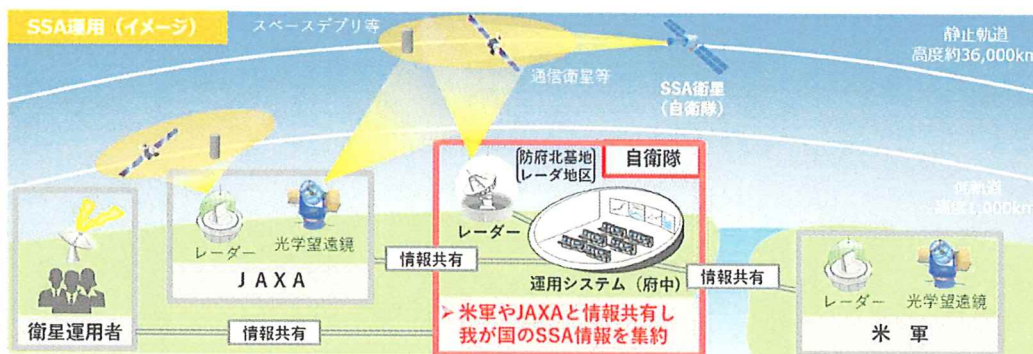 SSA運用（イメージ）
スペースデブリ等
通信衛星等
SSA衛星
（自衛隊）
静止軌道
高度約36,000km
防府北基地
レーダ地区
自衛隊
レーダー
運用システム（府中）
➢ 米軍やJAXAと情報共有し
我が国のSSA情報を集約
レーダー
光学望遠鏡
JAXA
情報共有
衛星運用者
情報共有
情報共有
1,000km
レーダー
光学望遠鏡
米 軍